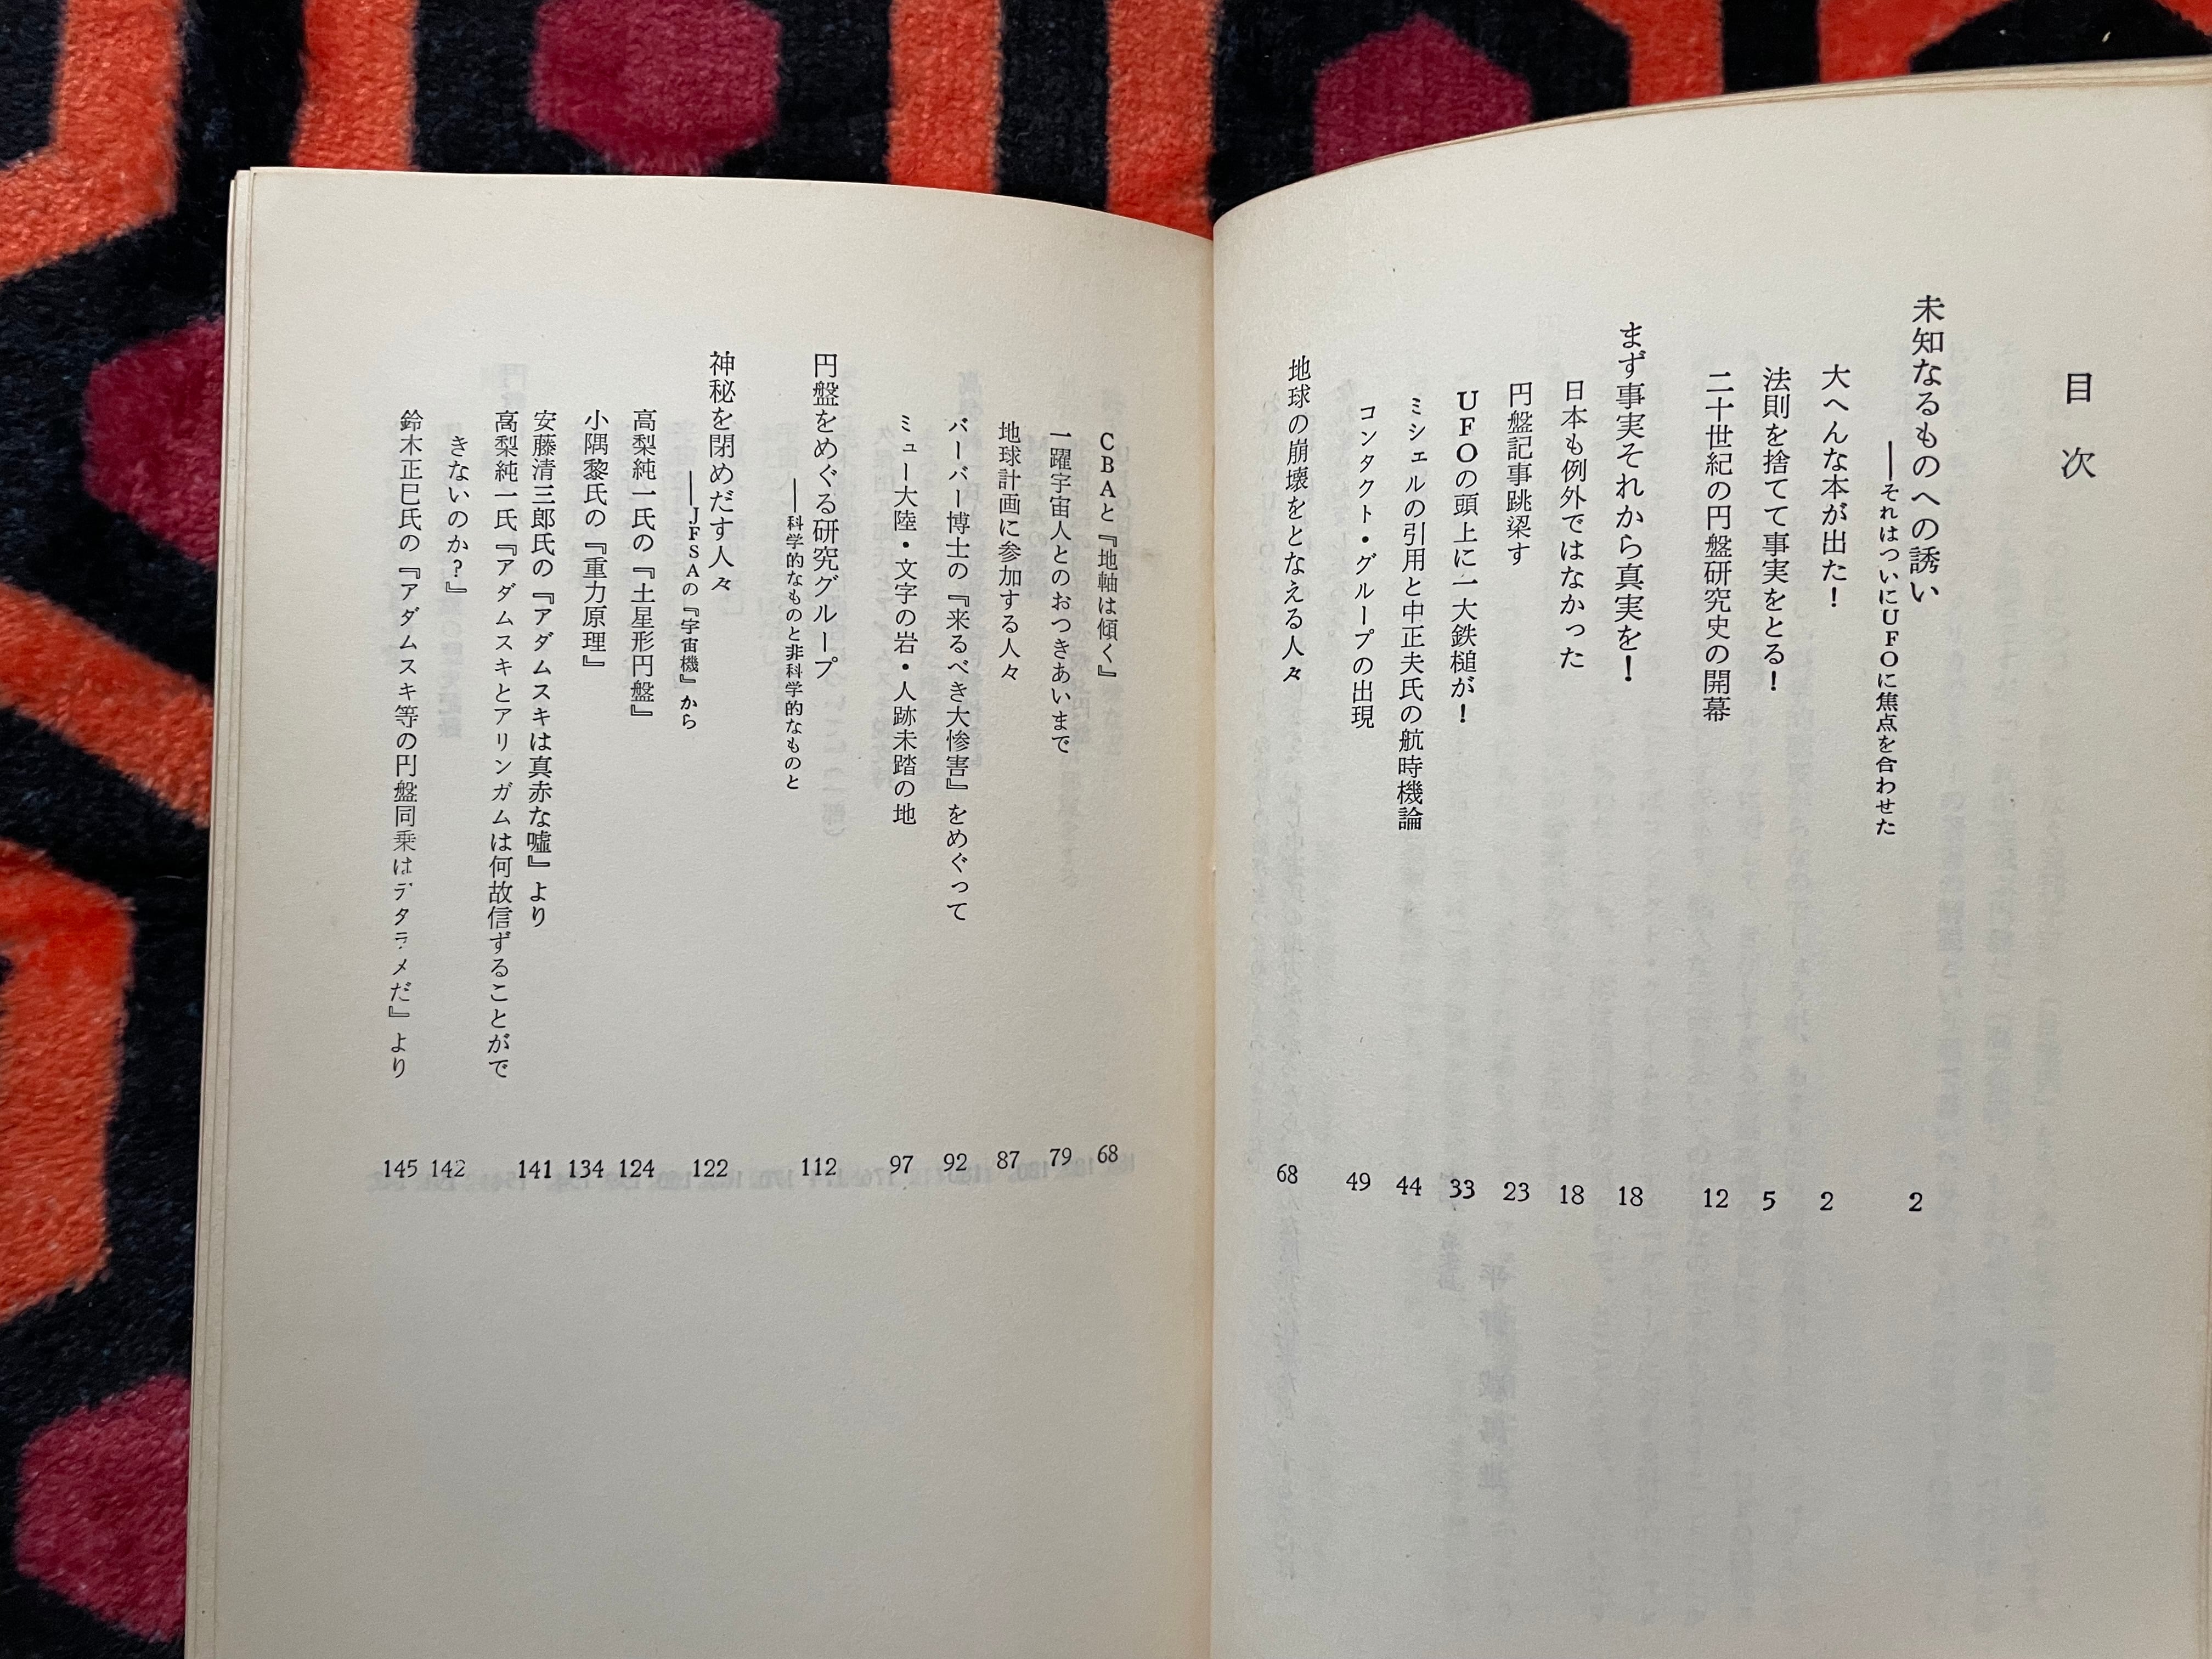 目次
未知なるものへの誘い 2
――それはついにUFOに焦点を合わせた
大へんな本が出た! 2
法則を捨てて事実をとる! 5
二十世紀の円盤研究史の開幕 12
まず事実それから真実を! 18
日本も例外ではなかった 18
円盤記事跳梁す 23
UFOの頭上に一大鉄槌が! 33
ミシェルの引用と中正夫氏の航時機論 44
コンタクト・グループの出現 49
地球の崩壊をとなえる人々 68
CBAと『地軸は傾く』 68
一躍宇宙人とのおつきあいまで 79
地球計画に参加する人々 87
バーバー博士の『来るべき大惨害』をめぐって 92
ミュー大陸・文字の岩・人跡未踏の地 97
円盤をめぐる研究グループ 112
――科学的なものと非科学的なものと
神秘を閉めだす人々 122
――JFSAの『宇宙機』から
高梨純一氏の『土星形円盤』 124
小隅黎氏の『重力原理』 134
安藤清三郎氏の『アダムスキは真赤な嘘』より 141
高梨純一氏『アダムスキとアリンガムは何故信ずることがで
きないのか?』 142
鈴木正巳氏の『アダムスキ等の円盤同乗はデタラメだ』より 145